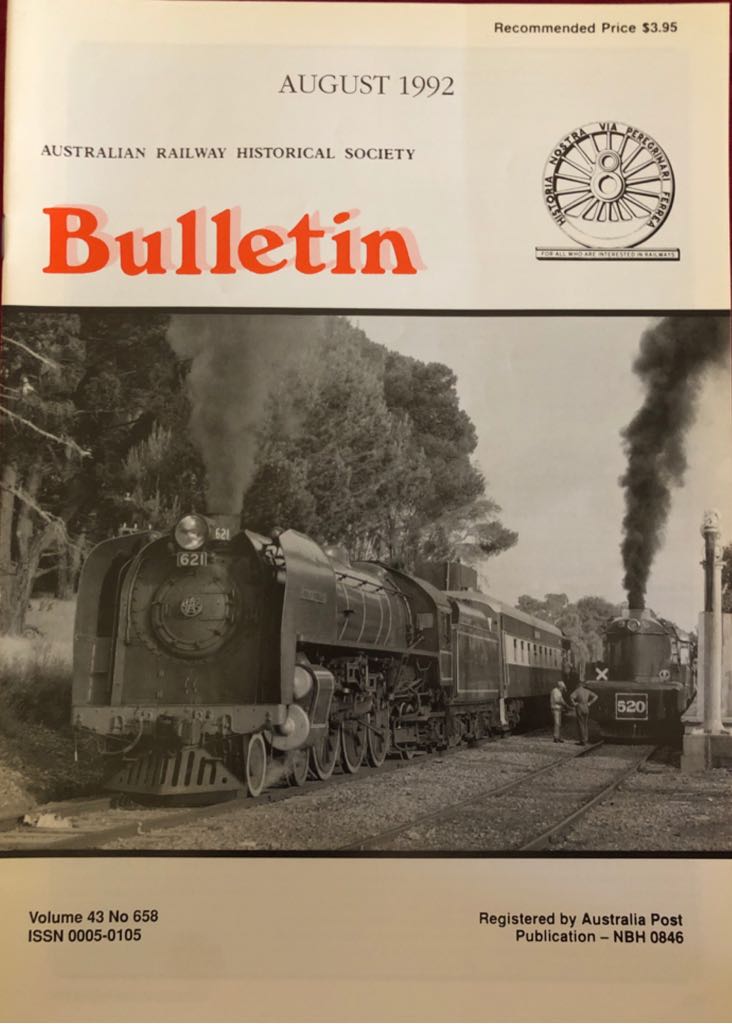 Recommended Price $3.95
AUGUST 1992
AUSTRALIAN RAILWAY HISTORICAL SOCIETY
Bulletin
HISTORIA NOSTRA VIA PEREGRINARI FERREA
FOR ALL WHO ARE INTERESTED IN RAILWAYS
621
621
520
Volume 43 No 658
ISSN 0005-0105
Registered by Australia Post
Publication – NBH 0846